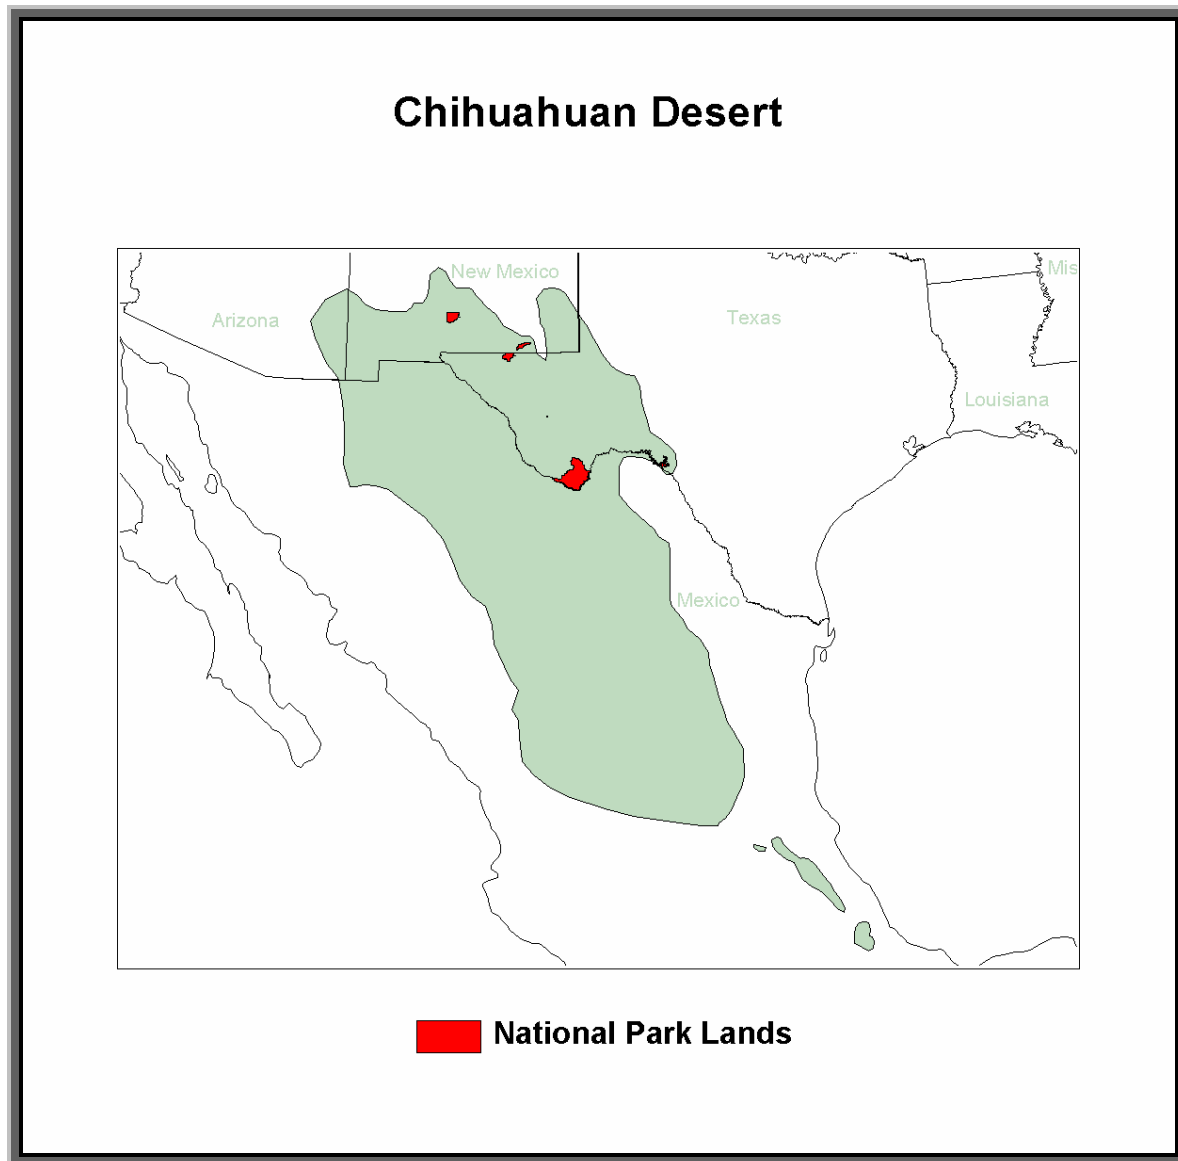 Chihuahuan Desert
New Mexico
Mis
Arizona
Texas
Louisiana
Mexico
National Park Lands